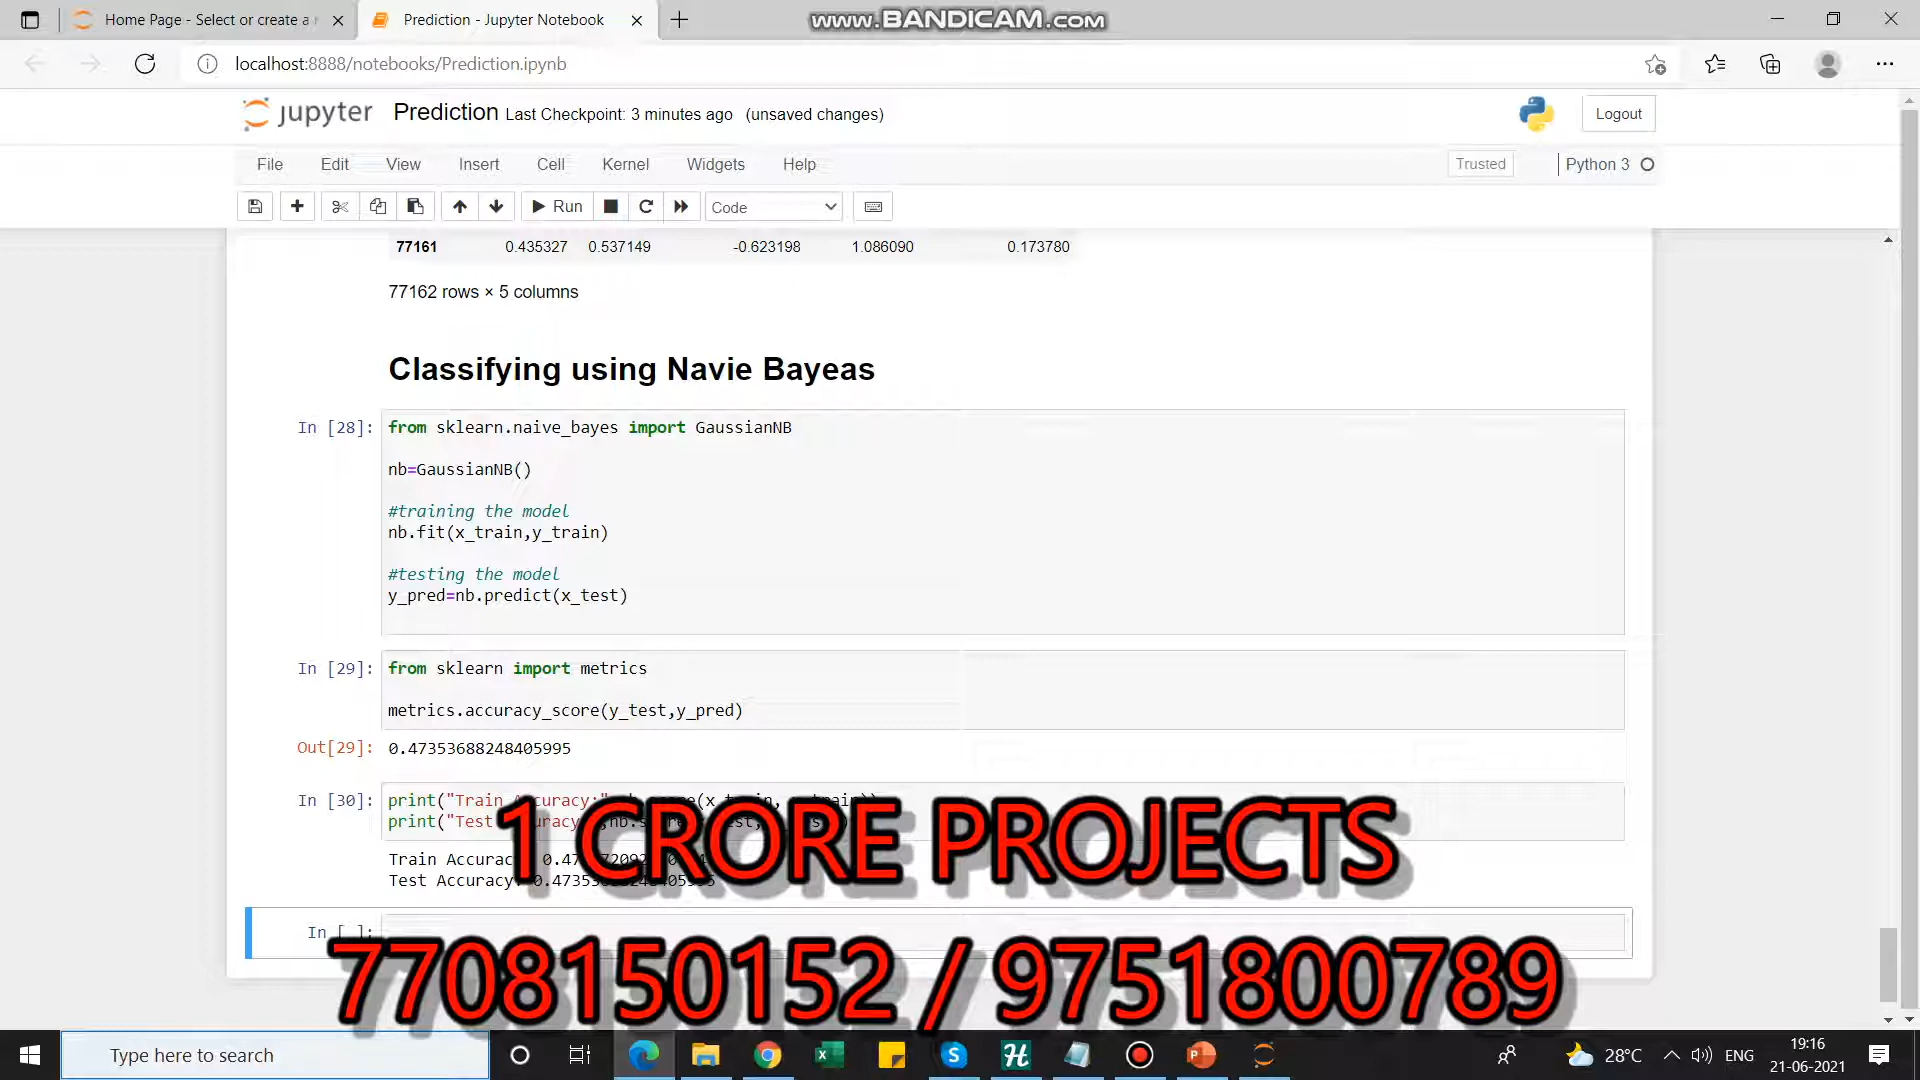 Home Page - Select or create a
Prediction - Jupyter Notebook
www.BANDICAM.com
localhost:8888/notebooks/Prediction.ipynb
jupyter Prediction Last Checkpoint: 3 minutes ago (unsaved changes)
Logout
File Edit View Insert Cell Kernel Widgets Help
Trusted Python 3
Run Code
77161 0.435327 0.537149 -0.623198 1.086090 0.173780
77162 rows × 5 columns
Classifying using Navie Bayeas
In [28]: from sklearn.naive_bayes import GaussianNB
nb=GaussianNB()
#training the model
nb.fit(x_train,y_train)
#testing the model
y_pred=nb.predict(x_test)
In [29]: from sklearn import metrics
metrics.accuracy_score(y_test,y_pred)
Out[29]: 0.47353688248405995
In [30]: print("Train Accuracy:"
print("Test
Train
Test Accuracy:
1 CRORE PROJECTS
In [ ]:
7708150152 / 9751800789
Type here to search
28°C ENG
19:16
21-06-2021